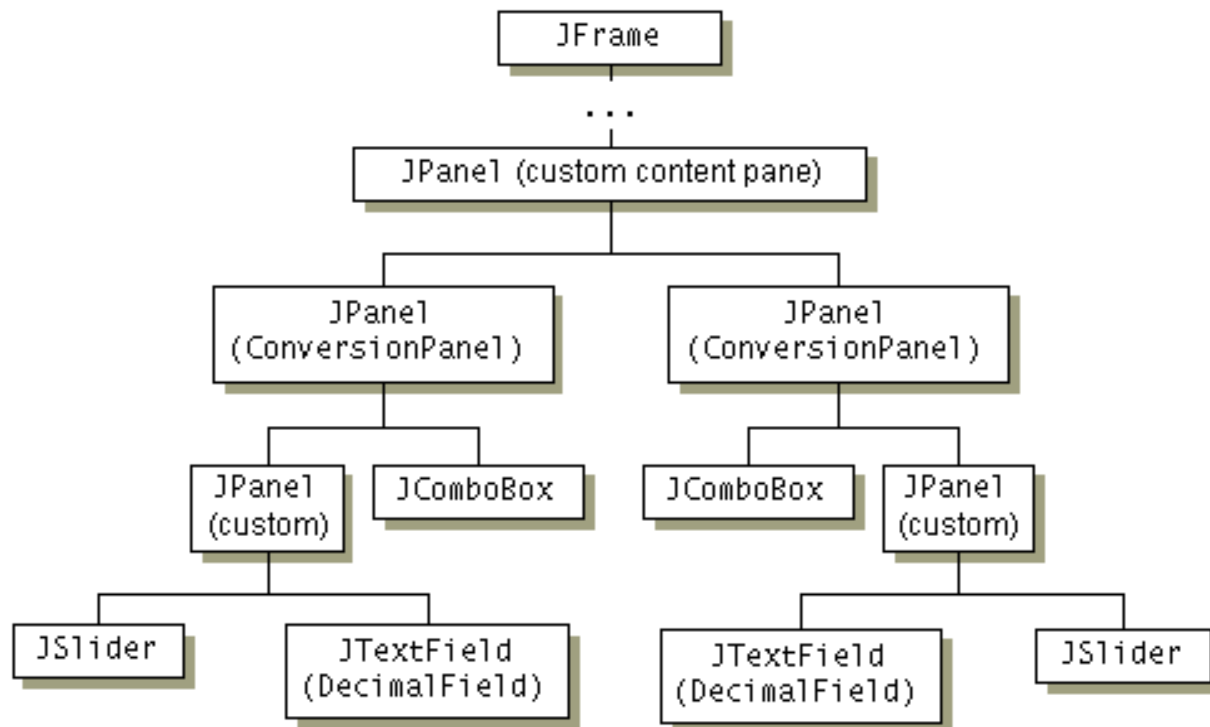 JFrame
...
JPanel (custom content pane)
JPanel
(ConversionPanel)
JPanel
(ConversionPanel)
JPanel
(custom)
JComboBox
JComboBox
JPanel
(custom)
JSlider
JTextField
(DecimalField)
JTextField
(DecimalField)
JSlider